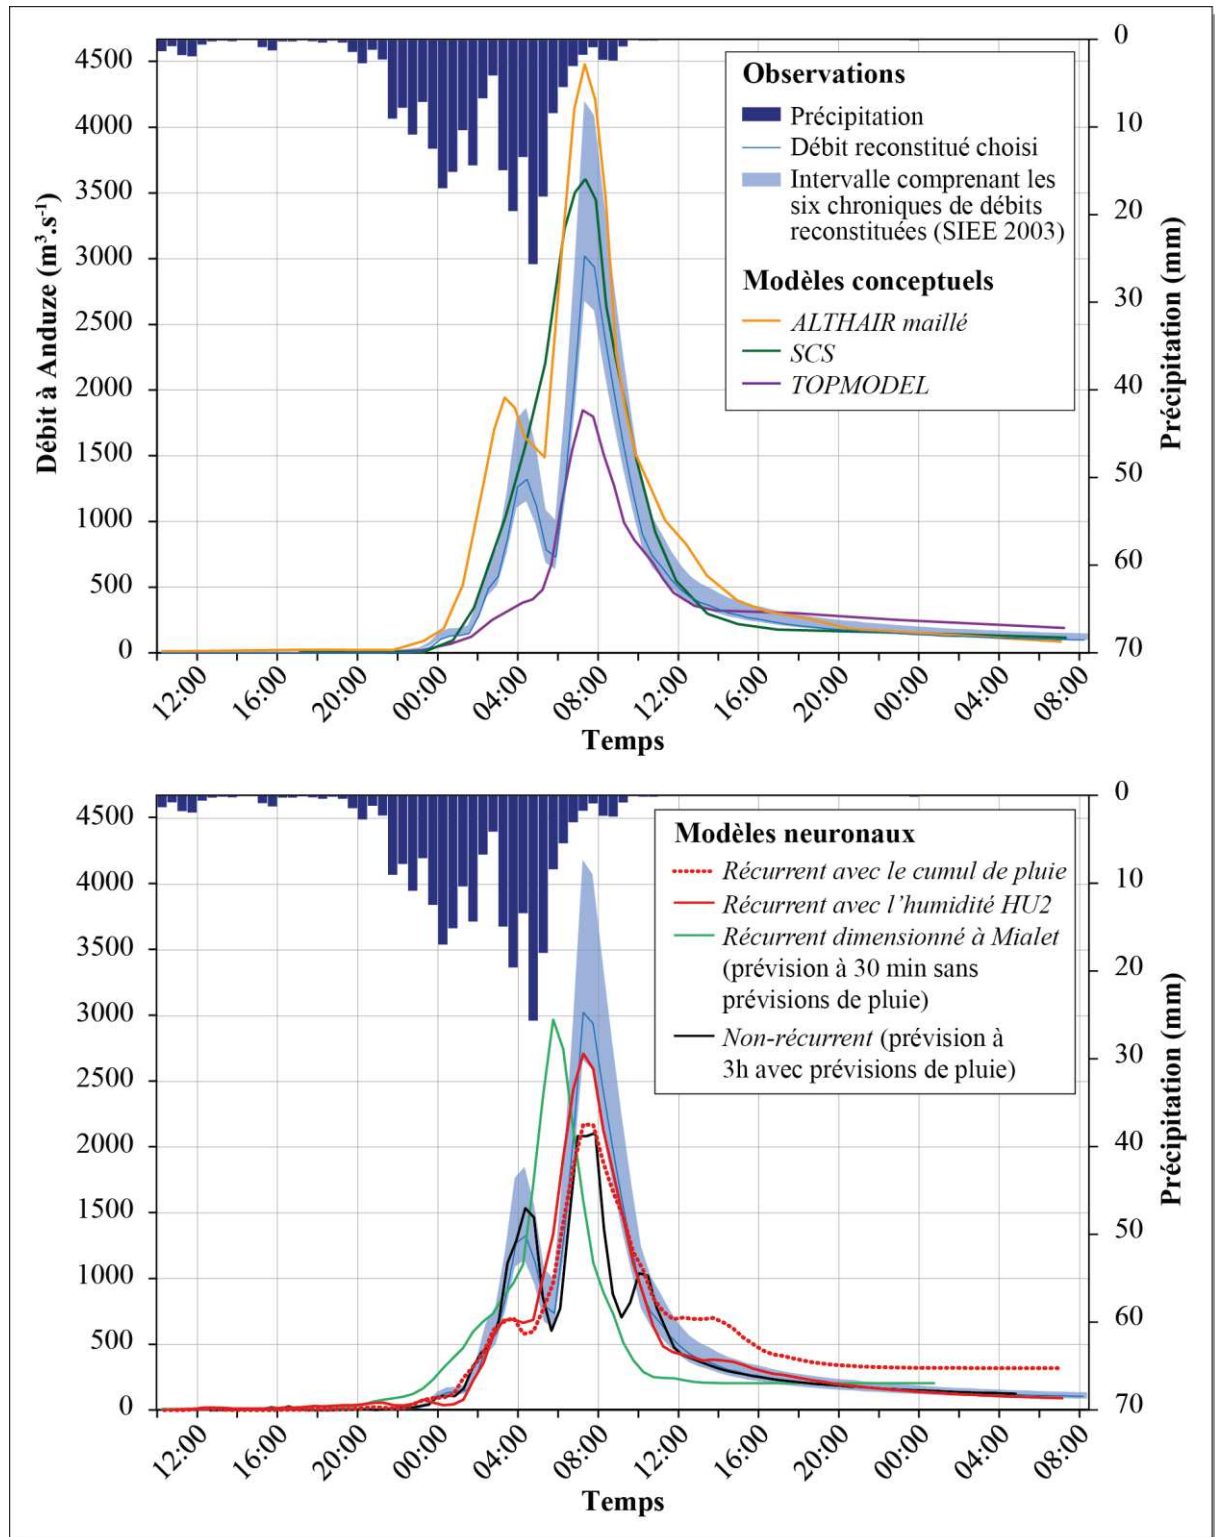 4500
4000
3500
3000
2500
2000
1500
1000
500
0
Débit à Anduze (m³.s⁻¹)
0
10
20
30
40
50
60
70
Précipitation (mm)
Observations
Précipitation
Débit reconstitué choisi
Intervalle comprenant les
six chroniques de débits
reconstituées (SIEE 2003)
Modèles conceptuels
ALTHAIR maillé
SCS
TOPMODEL
12:00
16:00
20:00
00:00
04:00
08:00
12:00
16:00
20:00
00:00
04:00
08:00
Temps
4500
4000
3500
3000
2500
2000
1500
1000
500
0
0
10
20
30
40
50
60
70
Précipitation (mm)
Modèles neuronaux
Récurrent avec le cumul de pluie
Récurrent avec l'humidité HU2
Récurrent dimensionné à Mialet
(prévision à 30 min sans
prévisions de pluie)
Non-récurrent (prévision à
3h avec prévisions de pluie)
12:00
16:00
20:00
00:00
04:00
08:00
12:00
16:00
20:00
00:00
04:00
08:00
Temps